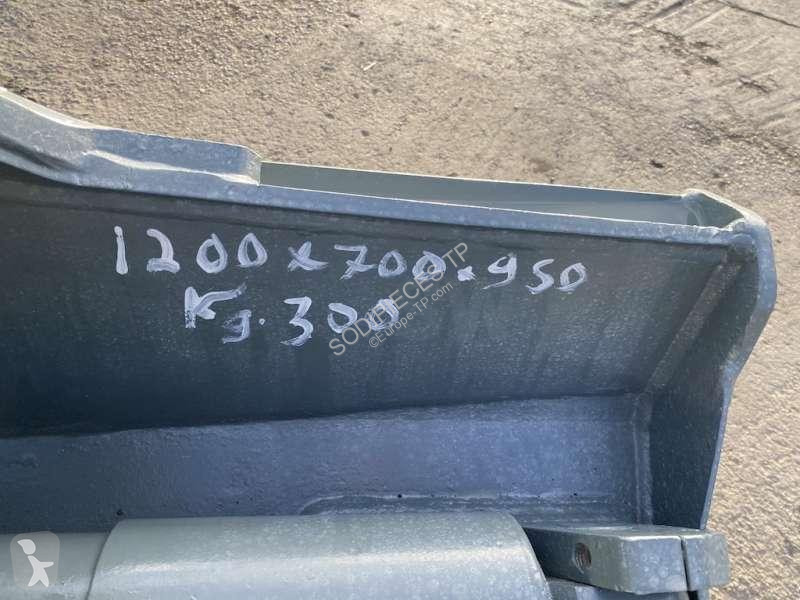 1200x700x950
Kg. 300
SODIPIECES TP
©Europe-TP.com